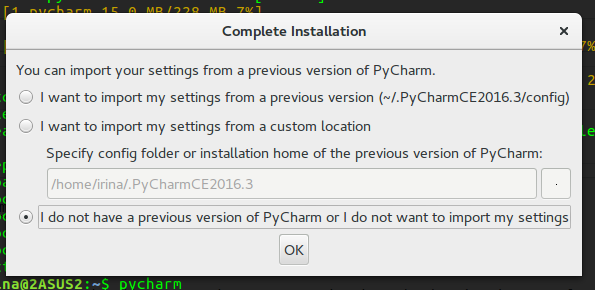 [1 pycharm 15.0 MB/228 MB 7%]
Complete Installation
7%
You can import your settings from a previous version of PyCharm.
I want to import my settings from a previous version (~/.PyCharmCE2016.3/config)
I want to import my settings from a custom location
Specify config folder or installation home of the previous version of PyCharm:
/home/irina/.PyCharmCE2016.3
.
I do not have a previous version of PyCharm or I do not want to import my settings
OK
ina@2ASUS2:~$ pycharm